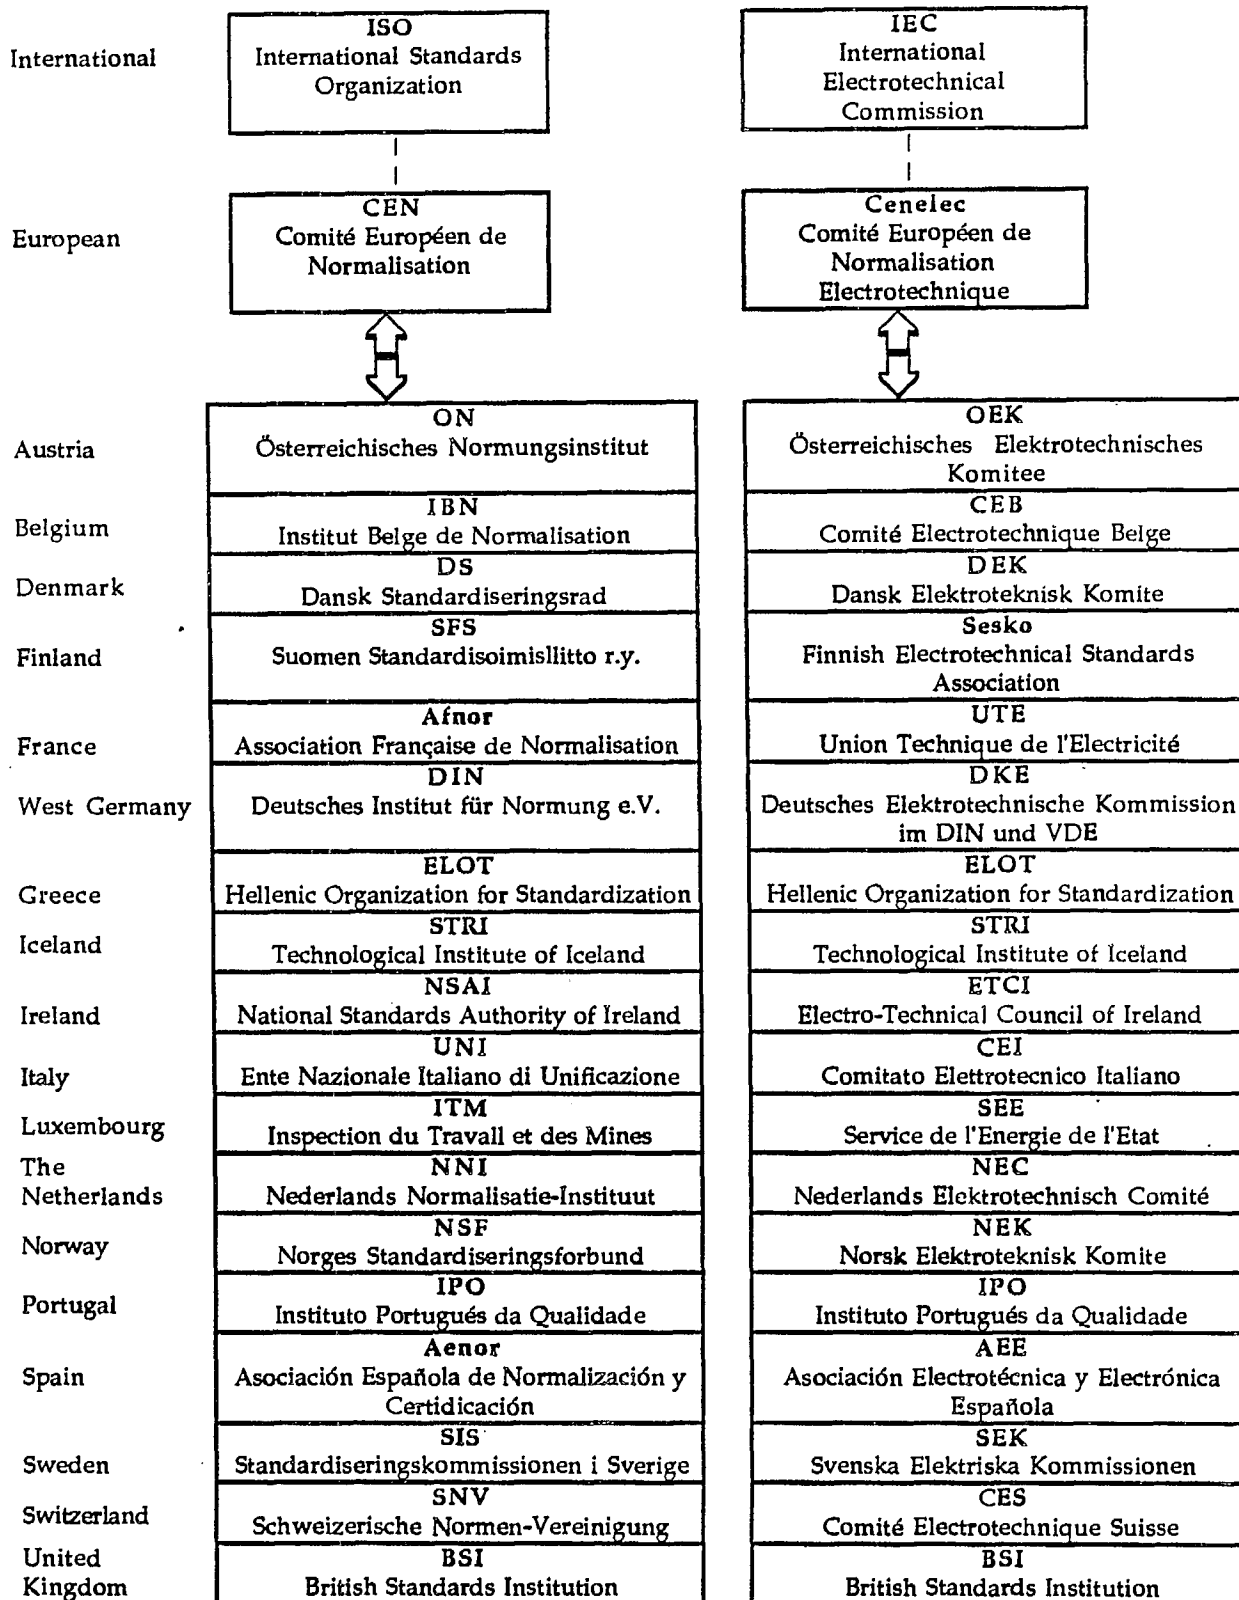 International
ISO
International Standards
Organization
IEC
International
Electrotechnical
Commission
European
CEN
Comité Européen de
Normalisation
Cenelec
Comité Européen de
Normalisation
Electrotechnique
Austria
ON
Österreichisches Normungsinstitut
OEK
Österreichisches Elektrotechnisches
Komitee
Belgium
IBN
Institut Belge de Normalisation
CEB
Comité Electrotechnique Belge
Denmark
DS
Dansk Standardiseringsrad
DEK
Dansk Elektroteknisk Komite
Finland
SFS
Suomen Standardisoimisllitto r.y.
Sesko
Finnish Electrotechnical Standards
Association
France
Afnor
Association Française de Normalisation
UTE
Union Technique de l'Electricité
West Germany
DIN
Deutsches Institut für Normung e.V.
DKE
Deutsches Elektrotechnische Kommission
im DIN und VDE
Greece
ELOT
Hellenic Organization for Standardization
ELOT
Hellenic Organization for Standardization
Iceland
STRI
Technological Institute of Iceland
STRI
Technological Institute of Iceland
Ireland
NSAI
National Standards Authority of Ireland
ETCI
Electro-Technical Council of Ireland
Italy
UNI
Ente Nazionale Italiano di Unificazione
CEI
Comitato Elettrotecnico Italiano
Luxembourg
ITM
Inspection du Travall et des Mines
SEE
Service de l'Energie de l'Etat
The
Netherlands
NNI
Nederlands Normalisatie-Instituut
NEC
Nederlands Elektrotechnisch Comité
Norway
NSF
Norges Standardiseringsforbund
NEK
Norsk Elektroteknisk Komite
Portugal
IPO
Instituto Portugués da Qualidade
IPO
Instituto Portugués da Qualidade
Spain
Aenor
Asociación Española de Normalización y
Certidicación
AEE
Asociación Electrotécnica y Electrónica
Española
Sweden
SIS
Standardiseringskommissionen i Sverige
SEK
Svenska Elektriska Kommissionen
Switzerland
SNV
Schweizerische Normen-Vereinigung
CES
Comité Electrotechnique Suisse
United
Kingdom
BSI
British Standards Institution
BSI
British Standards Institution